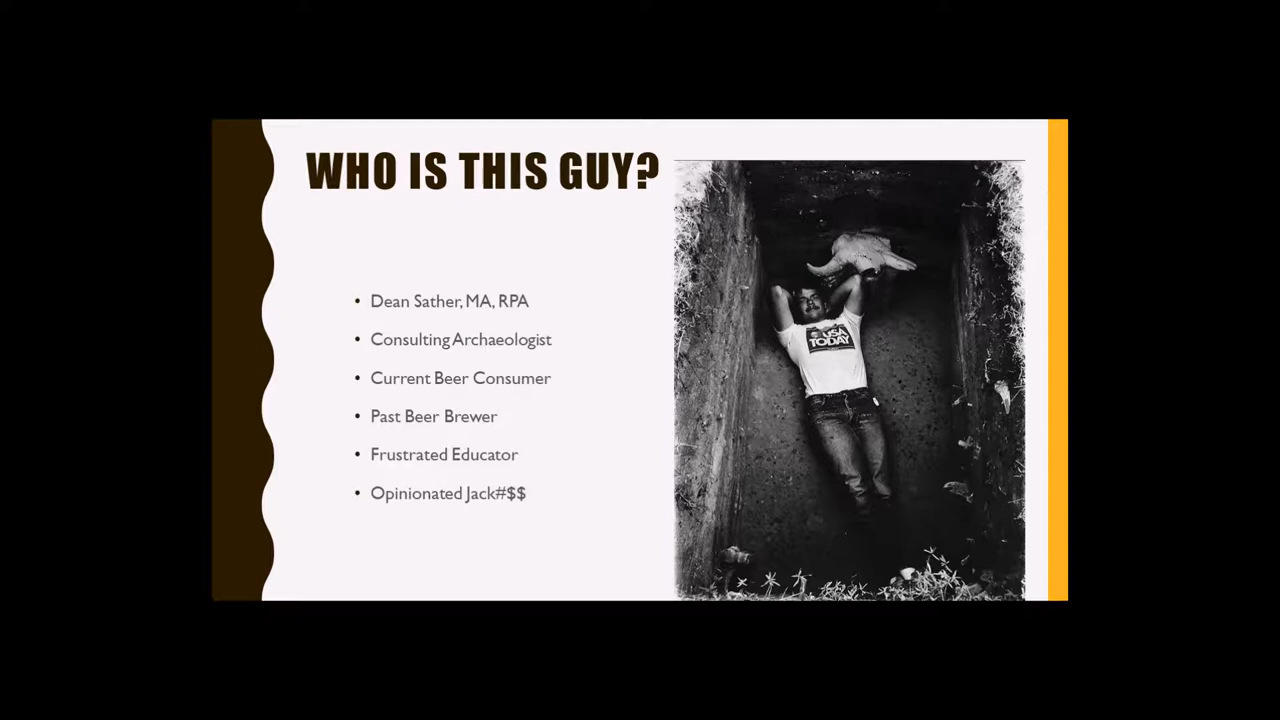 WHO IS THIS GUY?
• Dean Sather, MA, RPA
• Consulting Archaeologist
• Current Beer Consumer
• Past Beer Brewer
• Frustrated Educator
• Opinionated Jack#$$
USA
TODAY